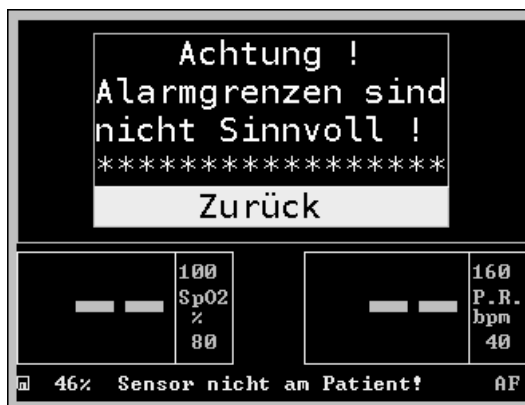 Achtung !
Alarmgrenzen sind
nicht Sinnvoll !
*****************
Zurück
100
SpO2
%
80
-- 
160
P.R.
bpm
40
--
46% Sensor nicht am Patient! AF